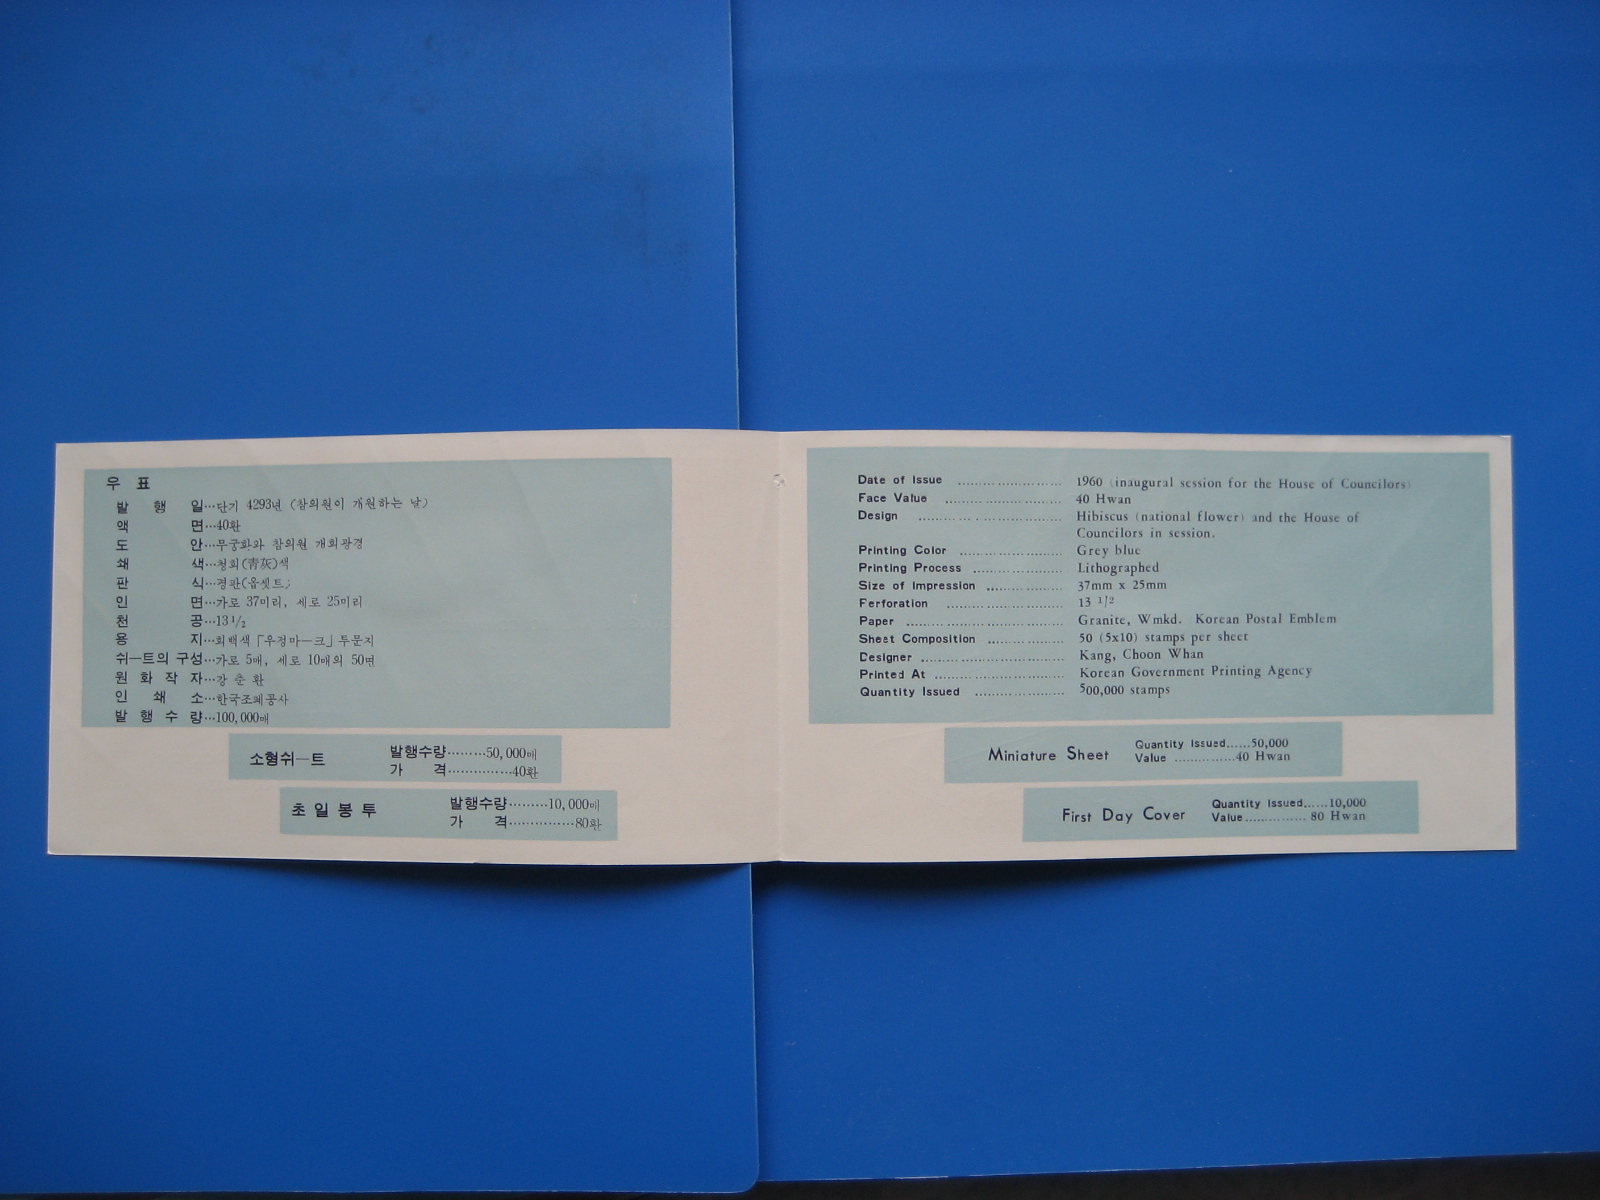 우 표
발 행 일…단기 4293년 (참의원이 개원하는 날)
액 면…40환
도 안…무궁화와 참의원 개회광경
쇄 색…청회(靑灰)색
판 식…평판(옵셋트)
인 면…가로 37미리, 세로 25미리
천 공…13 1/2
용 지…회백색 「우정마―크」 투문지
쉬―트의 구성…가로 5매, 세로 10매의 50면
원 화 작 자…강 춘 환
인 쇄 소…한국조폐공사
발 행 수 량…100,000매
소형쉬―트
발행수량………50,000매
가 격……………40환
초 일 봉 투
발행수량………10,000매
가 격……………80환
Date of Issue ........................ 1960 (inaugural session for the House of Councilors)
Face Value ........................... 40 Hwan
Design ................................. Hibiscus (national flower) and the House of
Councilors in session.
Printing Color ....................... Grey blue
Printing Process .................... Lithographed
Size of Impression ................. 37mm x 25mm
Ferforation .......................... 13 1/2
Paper .................................... Granite, Wmkd. Korean Postal Emblem
Sheet Composition ................. 50 (5x10) stamps per sheet
Designer ................................. Kang, Choon Whan
Printed At .............................. Korean Government Printing Agency
Quantity Issued ..................... 500,000 stamps
Miniature Sheet
Quantity Issued......50,000
Value ...............40 Hwan
First Day Cover
Quantity Issued......10,000
Value............... 80 Hwan